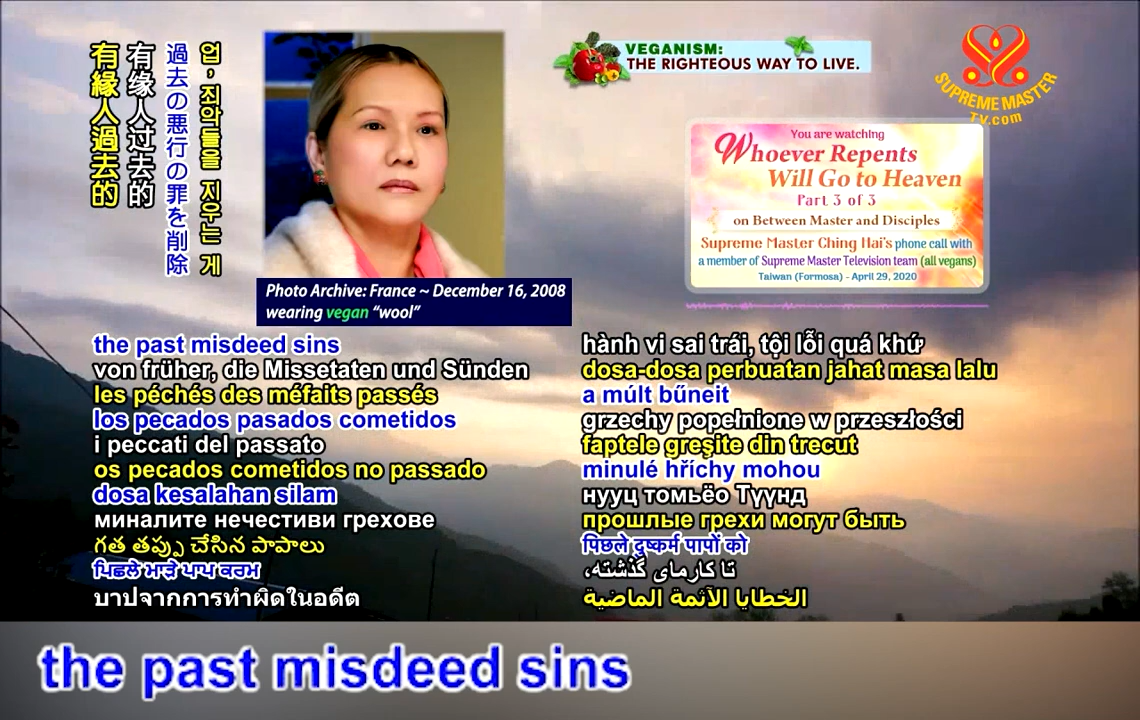 有緣人過去的
有缘人过去的
過去の悪行の罪を削除
업, 죄악들을 지우는 게
VEGANISM:
THE RIGHTEOUS WAY TO LIVE.
SUPREME MASTER
TV.com
You are watching
Whoever Repents
Will Go to Heaven
Part 3 of 3
on Between Master and Disciples
Supreme Master Ching Hai's phone call with
a member of Supreme Master Television team (all vegans)
Taiwan (Formosa) - April 29, 2020
Photo Archive: France ~ December 16, 2008
wearing vegan “wool”
the past misdeed sins
von früher, die Missetaten und Sünden
les péchés des méfaits passés
los pecados pasados cometidos
i peccati del passato
os pecados cometidos no passado
dosa kesalahan silam
миналите нечестиви грехове
గత తప్పు చేసిన పాపాలు
ਪਿਛਲੇ ਮਾੜੇ ਪਾਪ ਕਰਮ
บาปจากการทำผิดในอดีต
hành vi sai trái, tội lỗi quá khứ
dosa-dosa perbuatan jahat masa lalu
a múlt bűneit
grzechy popełnione w przeszłości
faptele greşite din trecut
minulé hříchy mohou
нууц томьёо Түүнд
прошлые грехи могут быть
पिछले दुष्कर्म पापों को
تا کارمای گذشته،
الخطايا الآثمة الماضية
the past misdeed sins